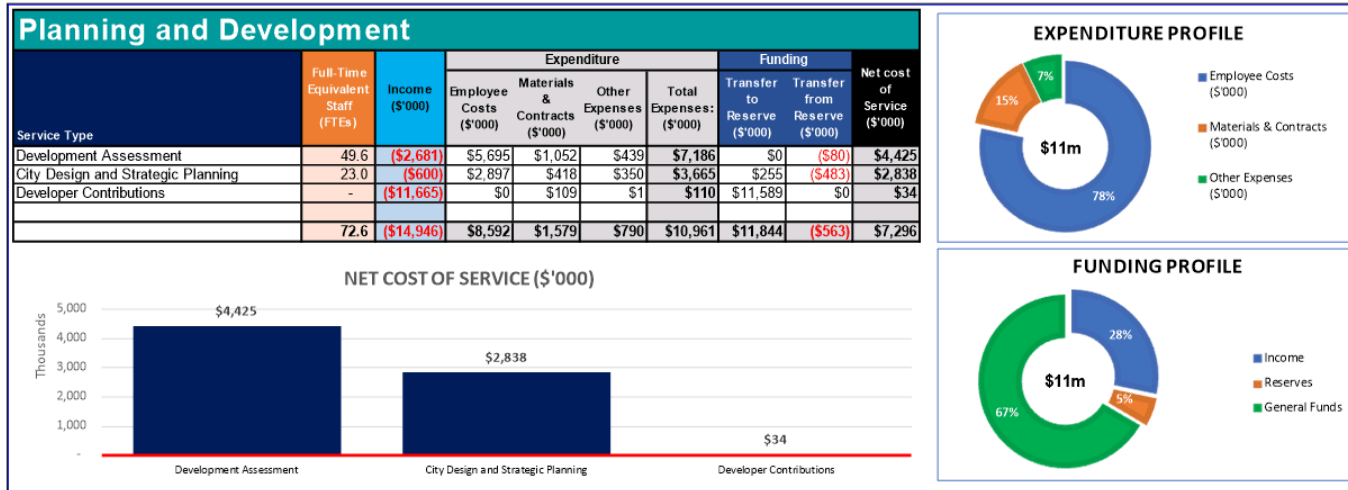 Planning and Development
Service Type
Full-Time
Equivalent
Staff
(FTEs)
Income
($'000)
Expenditure
Employee
Costs
($'000)
Materials
&
Contracts
($'000)
Other
Expenses
($'000)
Total
Expenses:
($'000)
Funding
Transfer
to
Reserve
($'000)
Transfer
from
Reserve
($'000)
Net cost
of
Service
($'000)
Development Assessment 49.6 ($2,681) $5,695 $1,052 $439 $7,186 $0 ($80) $4,425
City Design and Strategic Planning 23.0 ($600) $2,897 $418 $350 $3,665 $255 ($483) $2,838
Developer Contributions - ($11,665) $0 $109 $1 $110 $11,589 $0 $34
72.6 ($14,946) $8,592 $1,579 $790 $10,961 $11,844 ($563) $7,296
NET COST OF SERVICE ($'000)
Thousands
5,000
4,000
3,000
2,000
1,000
-
$4,425
$2,838
$34
Development Assessment
City Design and Strategic Planning
Developer Contributions
EXPENDITURE PROFILE
7%
15%
$11m
78%
Employee Costs
($'000)
Materials & Contracts
($'000)
Other Expenses
($'000)
FUNDING PROFILE
28%
$11m
5%
67%
Income
Reserves
General Funds